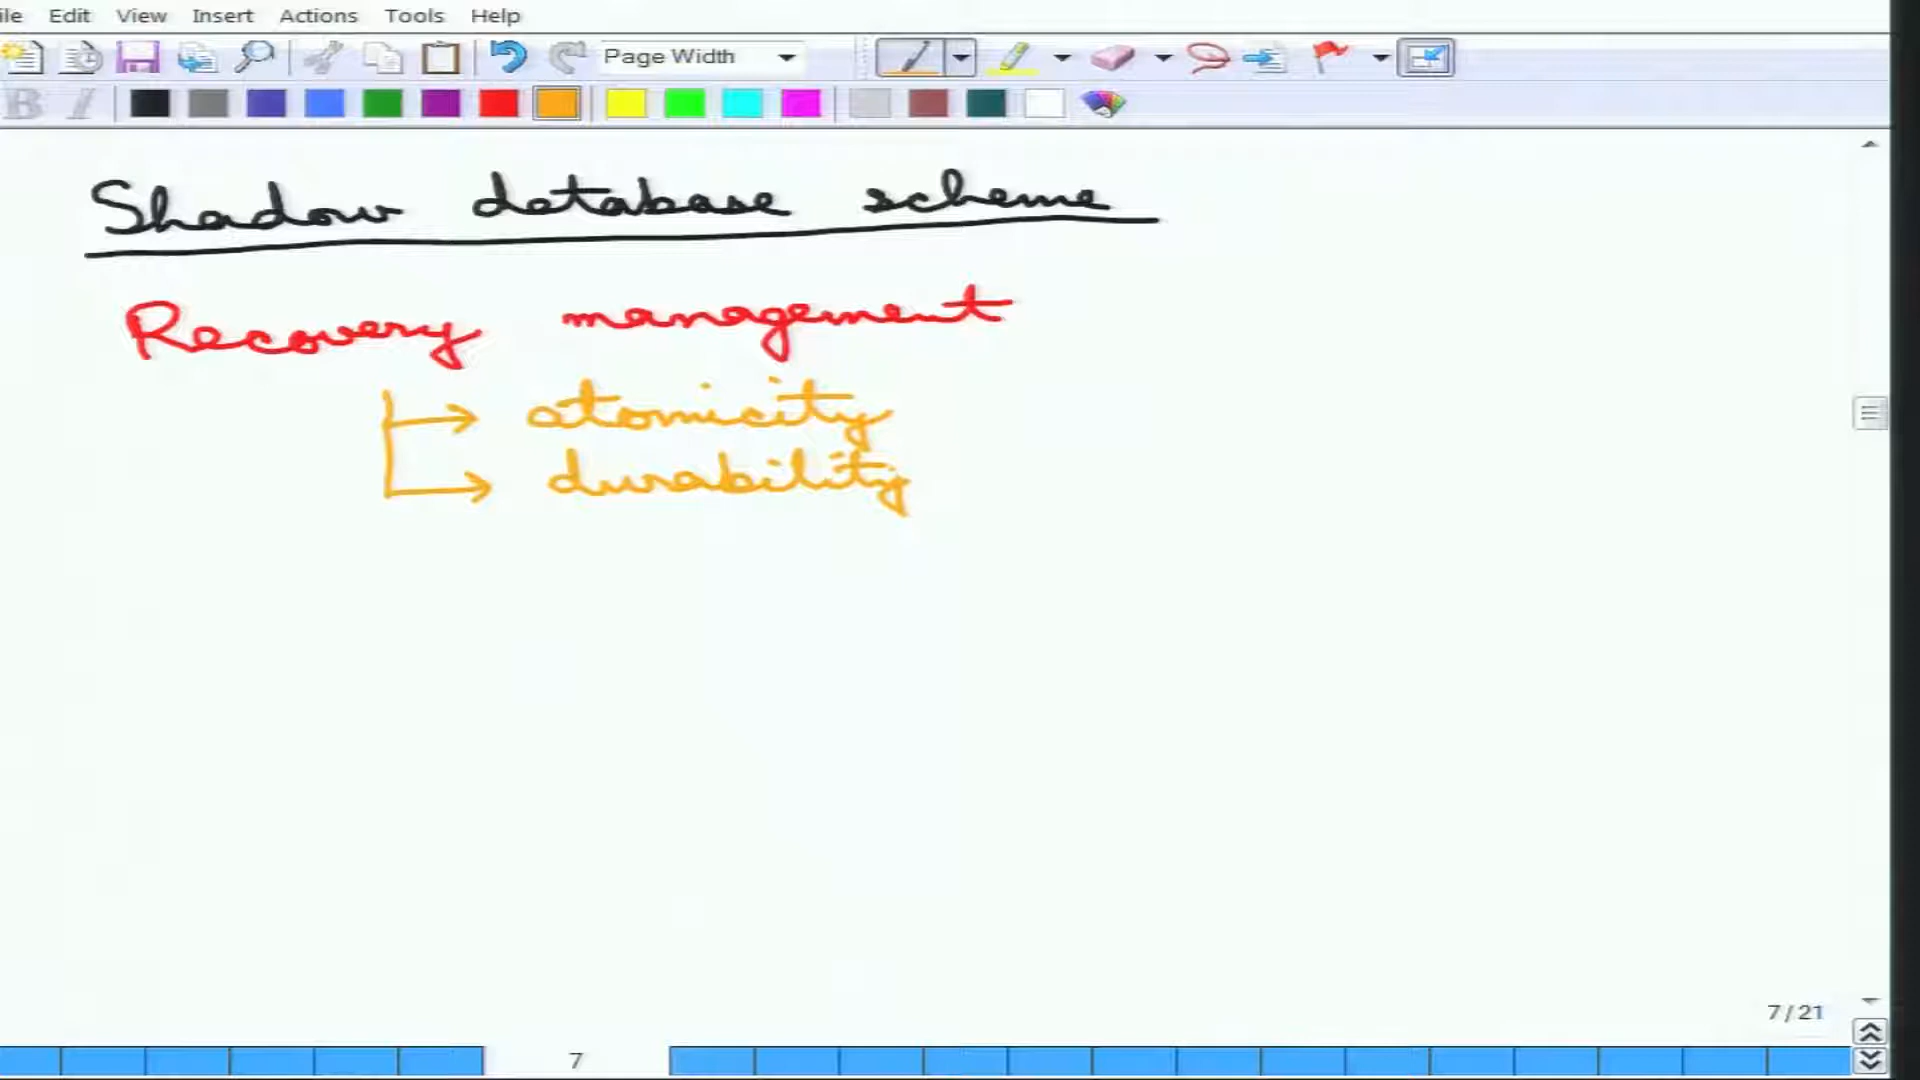 ile Edit View Insert Actions Tools Help
Page Width
B I
Shadow database scheme
Recovery management
→ atomicity
→ durability
7 / 21
7